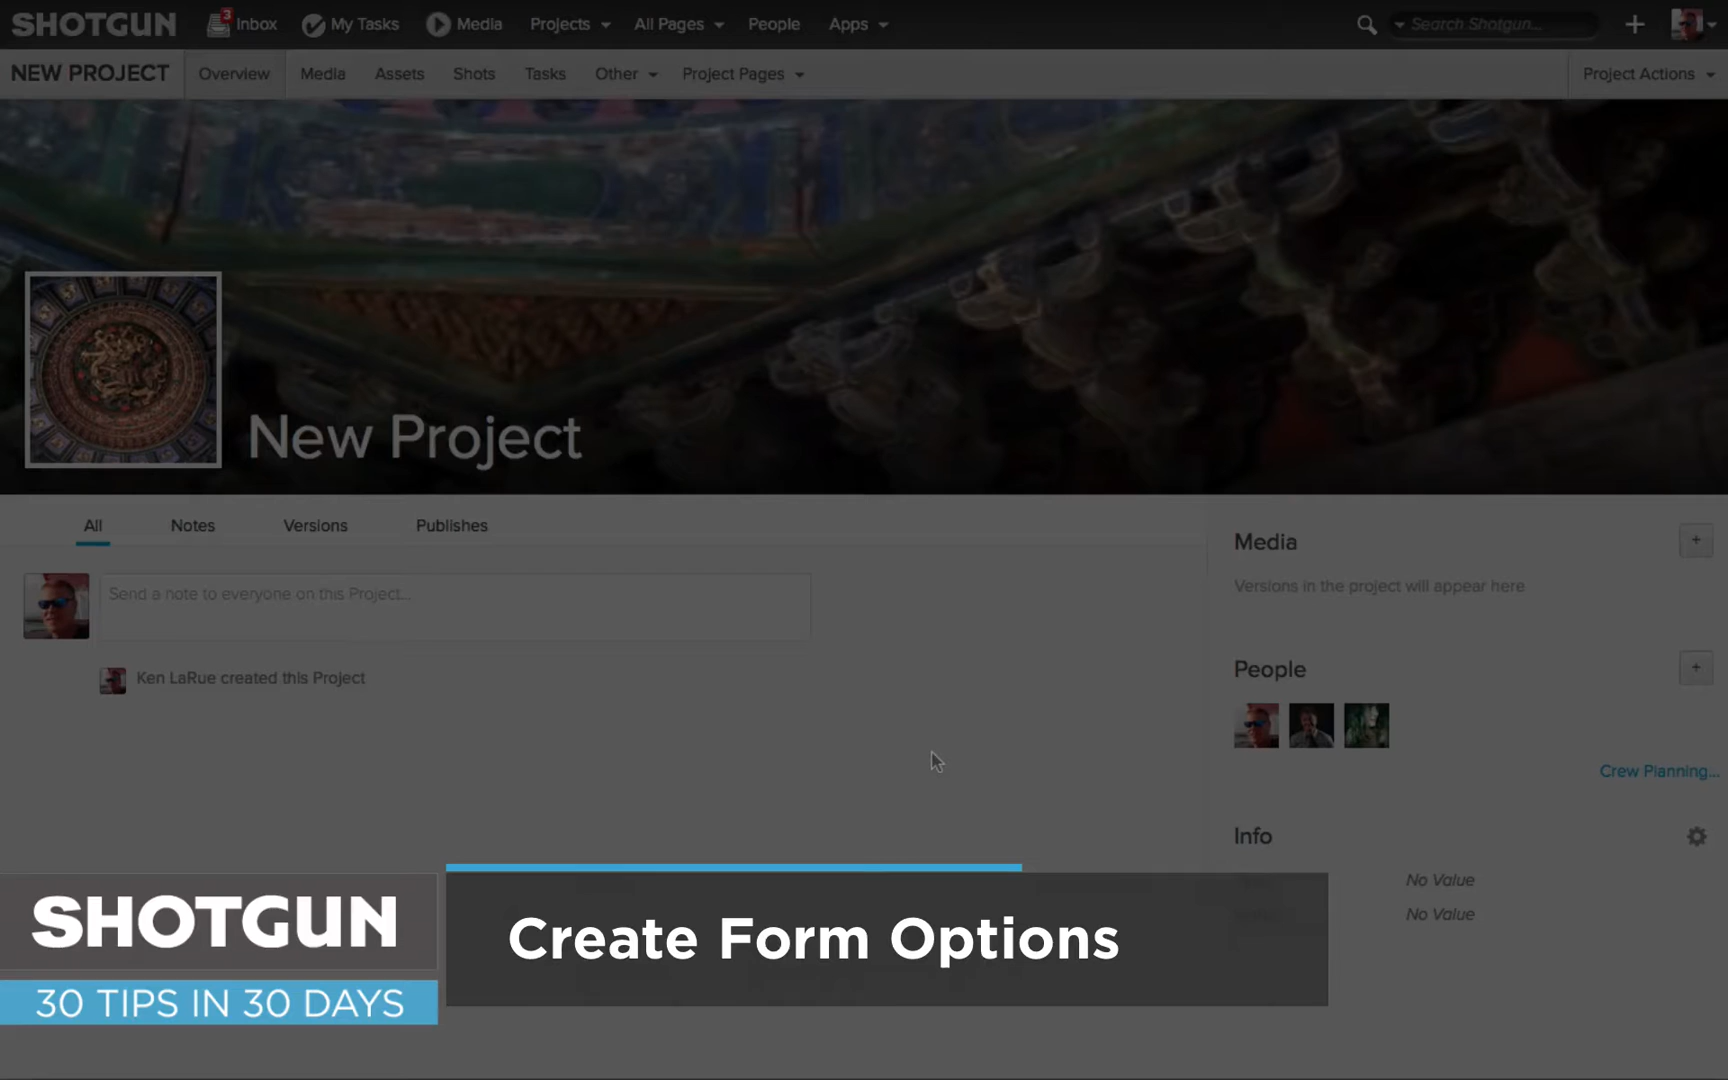 SHOTGUN 3 Inbox My Tasks Media Projects All Pages People Apps Search Shotgun...
NEW PROJECT Overview Media Assets Shots Tasks Other Project Pages Project Actions
New Project
All Notes Versions Publishes
Media
Send a note to everyone on this Project...
Versions in the project will appear here
Ken LaRue created this Project
People
Crew Planning...
Info
No Value
No Value
SHOTGUN
30 TIPS IN 30 DAYS
Create Form Options